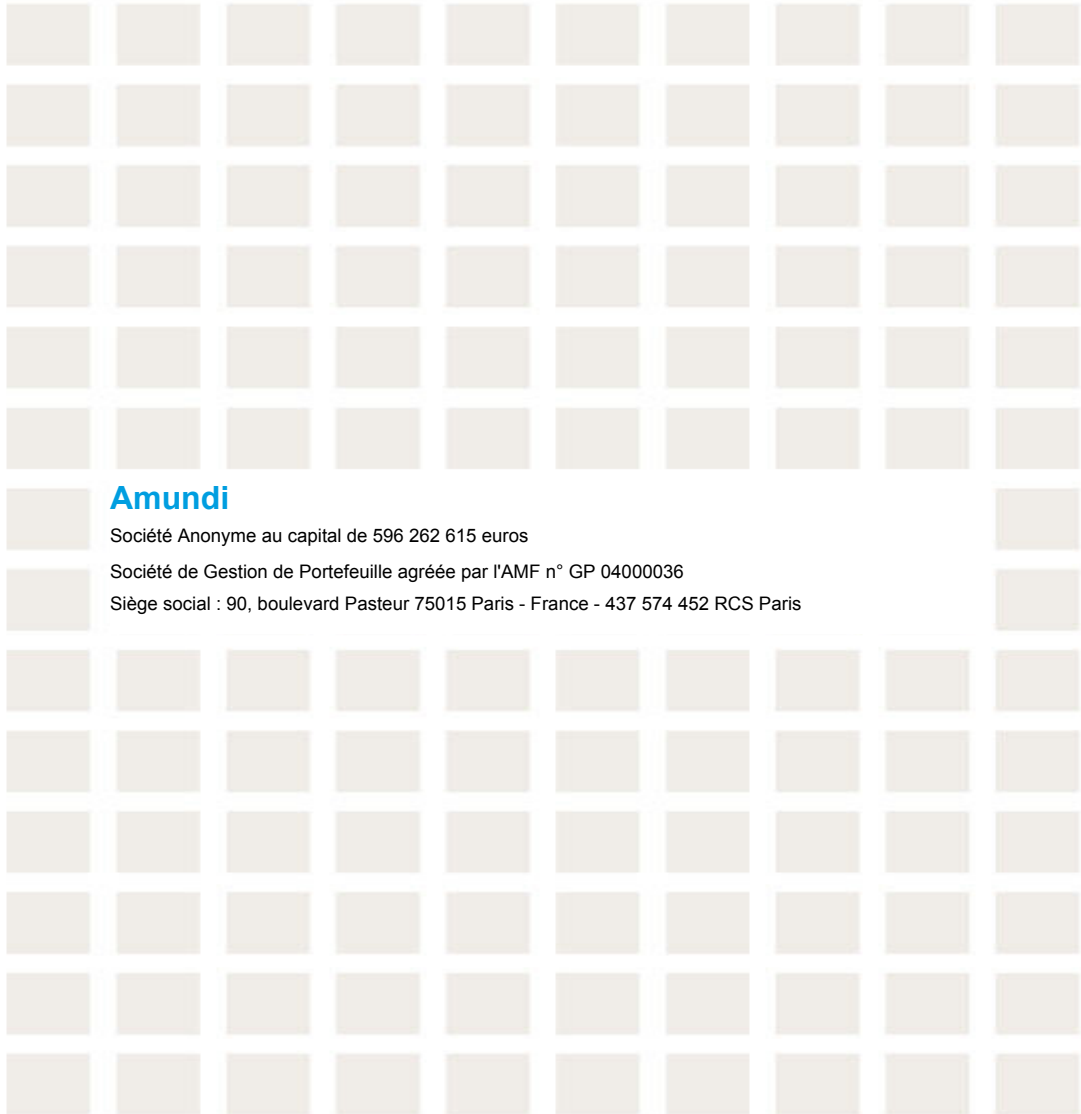 Amundi
Société Anonyme au capital de 596 262 615 euros
Société de Gestion de Portefeuille agréée par l'AMF n° GP 04000036
Siège social : 90, boulevard Pasteur 75015 Paris - France - 437 574 452 RCS Paris